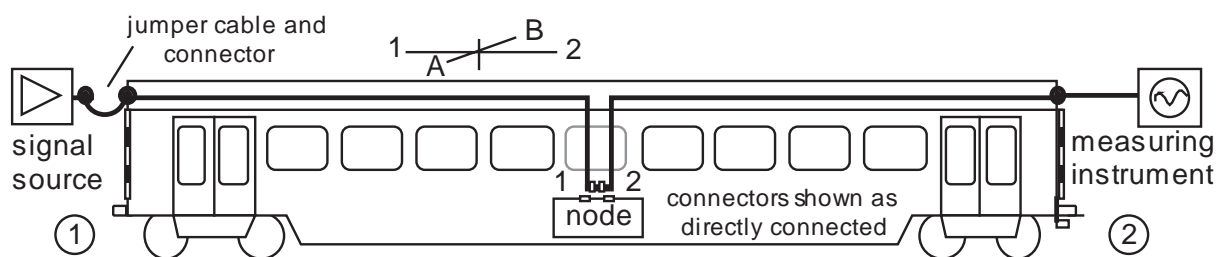 jumper cable and
connector
1 2
A B
signal
source
measuring
instrument
1 2
node
connectors shown as
directly connected
1
2